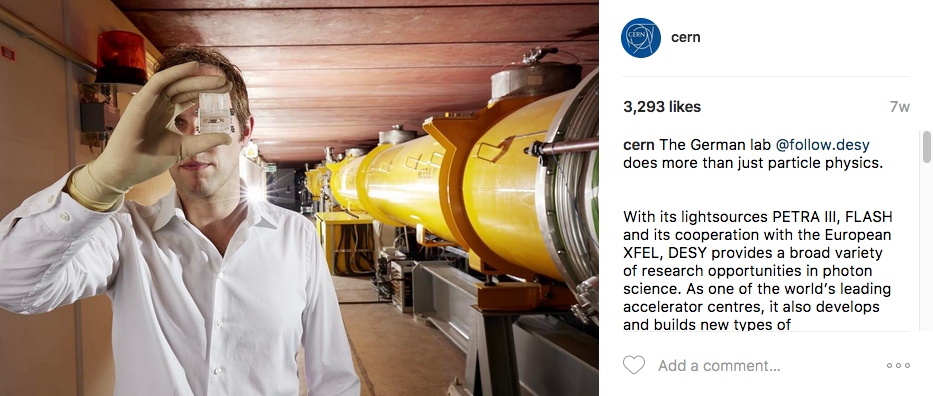 CERN
cern
3,293 likes
7w
cern The German lab @follow.desy
does more than just particle physics.
With its lightsources PETRA III, FLASH
and its cooperation with the European
XFEL, DESY provides a broad variety
of research opportunities in photon
science. As one of the world’s leading
accelerator centres, it also develops
and builds new types of
Add a comment...